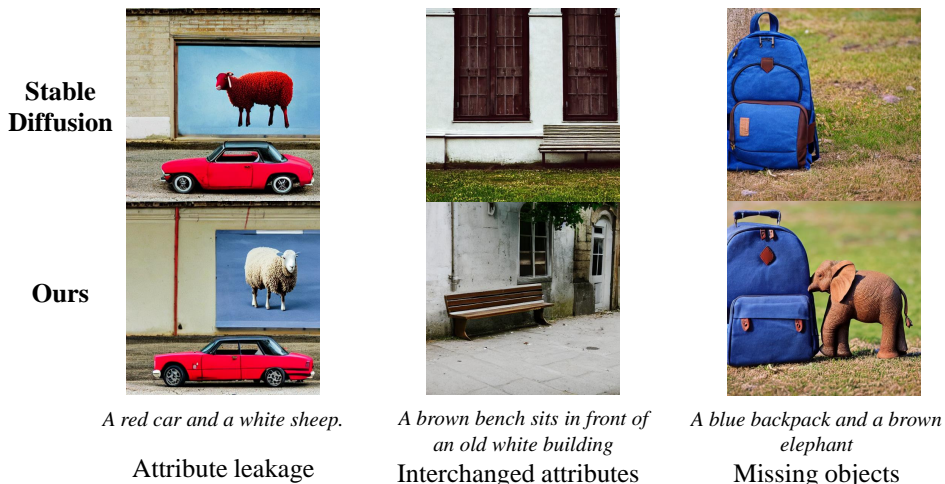 Stable
Diffusion
Ours
A red car and a white sheep.
A brown bench sits in front of
an old white building
A blue backpack and a brown
elephant
Attribute leakage
Interchanged attributes
Missing objects